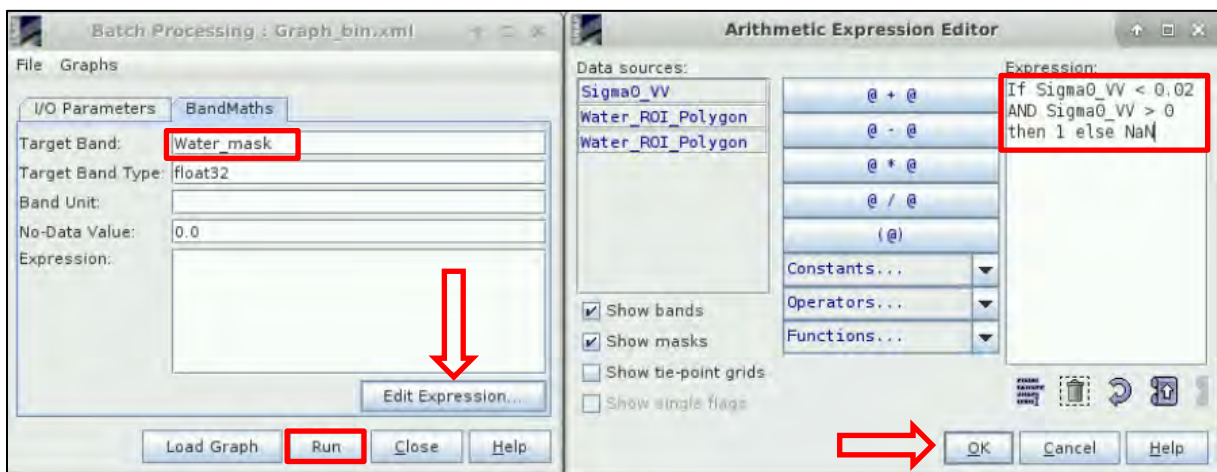 Batch Processing : Graph_bin.xml
File Graphs
I/O Parameters BandMaths
Target Band: Water_mask
Target Band Type: float32
Band Unit:
No-Data Value: 0.0
Expression:
Edit Expression...
Load Graph Run Close Help
Arithmetic Expression Editor
Data sources:
Sigma0_VV
Water_ROI_Polygon
Water_ROI_Polygon
Show bands
Show masks
Show tie-point grids
Show single flags
@ + @
@ - @
@ * @
@ / @
(@)
Constants...
Operators...
Functions...
Expression:
If Sigma0_VV < 0.02
AND Sigma0_VV > 0
then 1 else NaN
OK Cancel Help